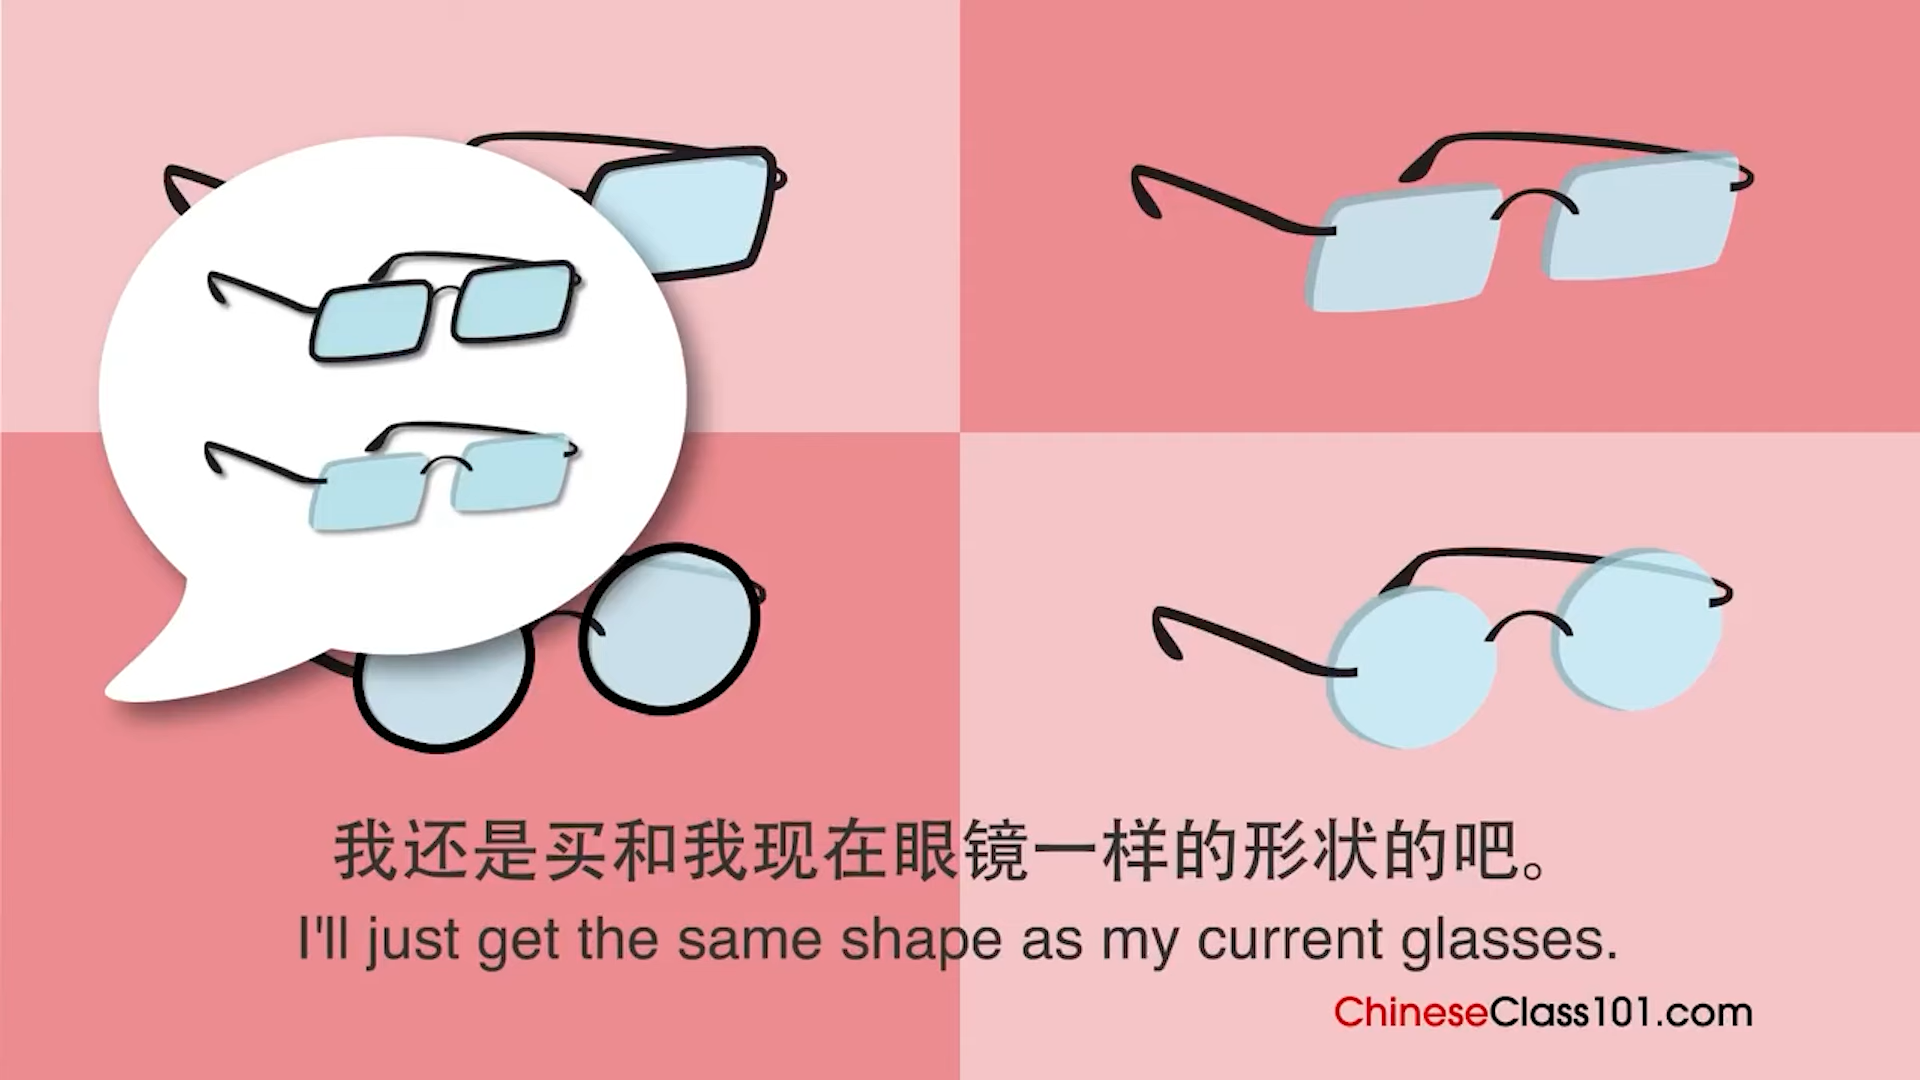 我还是买和我现在眼镜一样的形状的吧。
I'll just get the same shape as my current glasses.
ChineseClass101.com